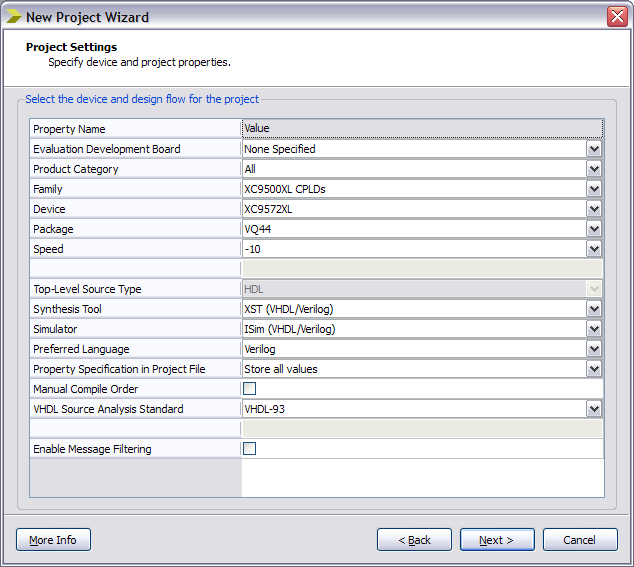 New Project Wizard
Project Settings
Specify device and project properties.
Select the device and design flow for the project
Property Name Value
Evaluation Development Board None Specified
Product Category All
Family XC9500XL CPLDs
Device XC9572XL
Package VQ44
Speed -10
Top-Level Source Type HDL
Synthesis Tool XST (VHDL/Verilog)
Simulator ISim (VHDL/Verilog)
Preferred Language Verilog
Property Specification in Project File Store all values
Manual Compile Order
VHDL Source Analysis Standard VHDL-93
Enable Message Filtering
More Info < Back Next > Cancel